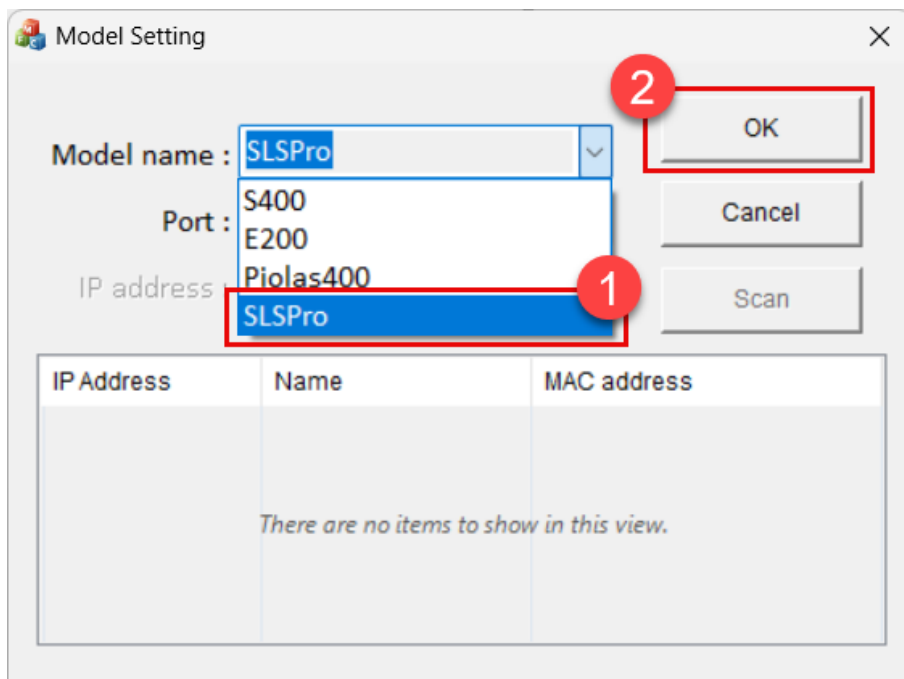 Model Setting
2
OK
Model name : SLSPro
S400
Port :
Cancel
E200
IP address :
Piolas400
1
Scan
SLSPro
IP Address Name MAC address
There are no items to show in this view.